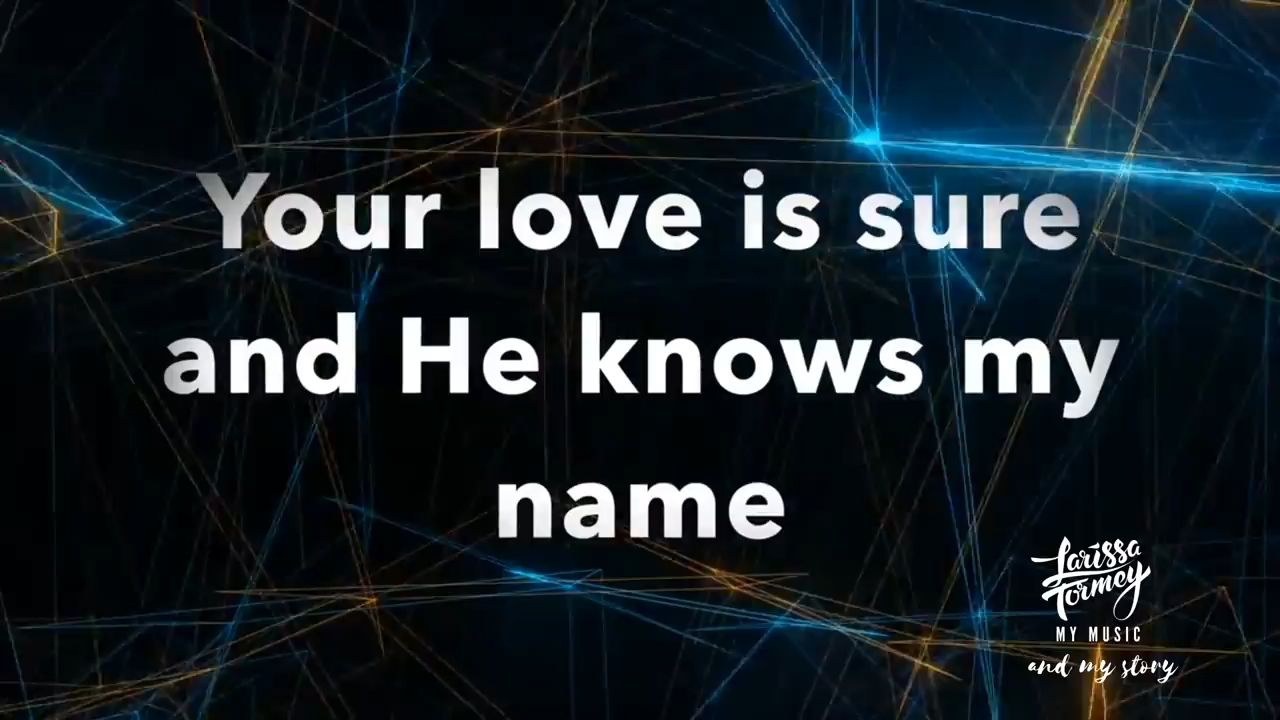 Your love is sure
and He knows my
name
Larissa
Tormey
MY MUSIC
and my story